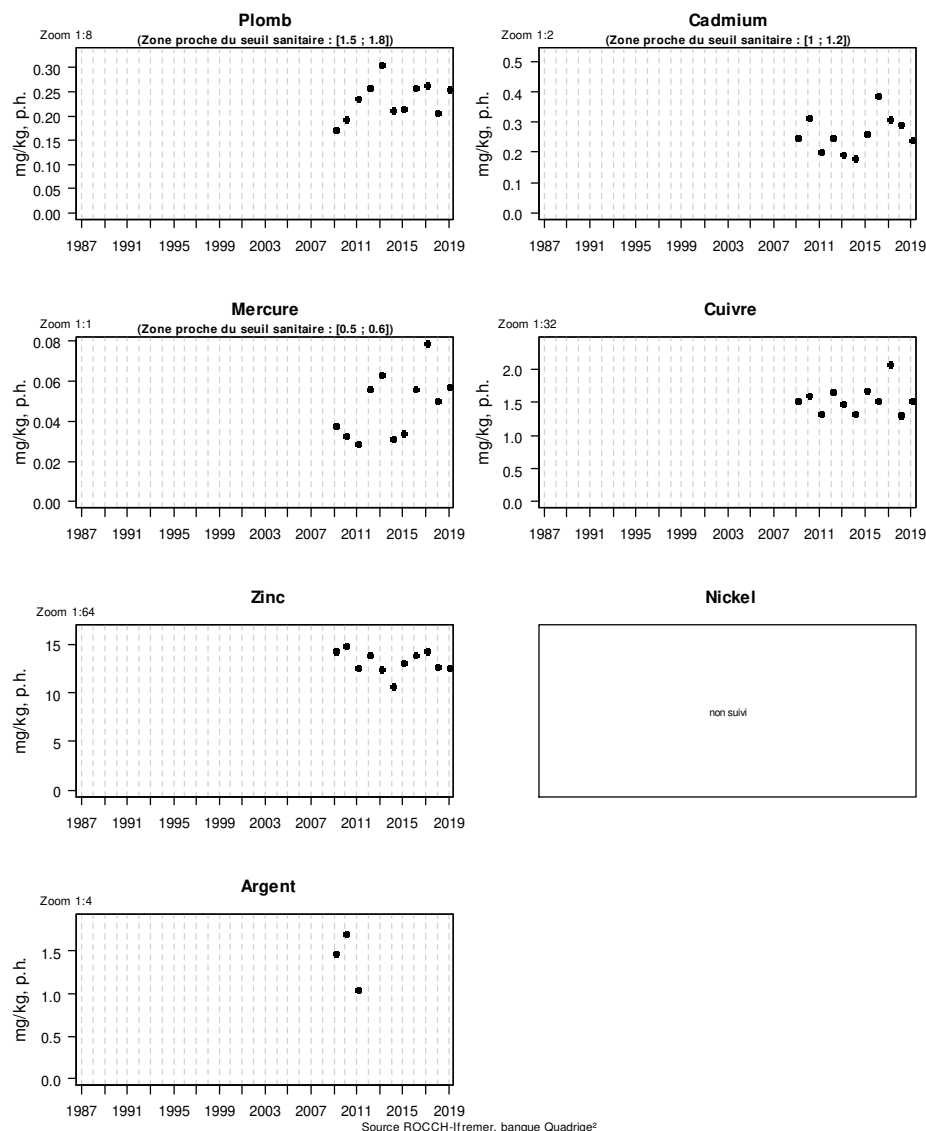 Plomb
Zoom 1:8
(Zone proche du seuil sanitaire : [1.5 ; 1.8])
mg/kg, p.h.
0.30
0.25
0.20
0.15
0.10
0.05
0.00
1987 1991 1995 1999 2003 2007 2011 2015 2019
Cadmium
Zoom 1:2
(Zone proche du seuil sanitaire : [1 ; 1.2])
mg/kg, p.h.
0.5
0.4
0.3
0.2
0.1
0.0
1987 1991 1995 1999 2003 2007 2011 2015 2019
Mercure
Zoom 1:1
(Zone proche du seuil sanitaire : [0.5 ; 0.6])
mg/kg, p.h.
0.08
0.06
0.04
0.02
0.00
1987 1991 1995 1999 2003 2007 2011 2015 2019
Cuivre
Zoom 1:32
mg/kg, p.h.
2.0
1.5
1.0
0.5
0.0
1987 1991 1995 1999 2003 2007 2011 2015 2019
Zinc
Zoom 1:64
mg/kg, p.h.
15
10
5
0
1987 1991 1995 1999 2003 2007 2011 2015 2019
Nickel
non suivi
Argent
Zoom 1:4
mg/kg, p.h.
1.5
1.0
0.5
0.0
1987 1991 1995 1999 2003 2007 2011 2015 2019
Source ROCCH-Ifremer, banque Quadrige²